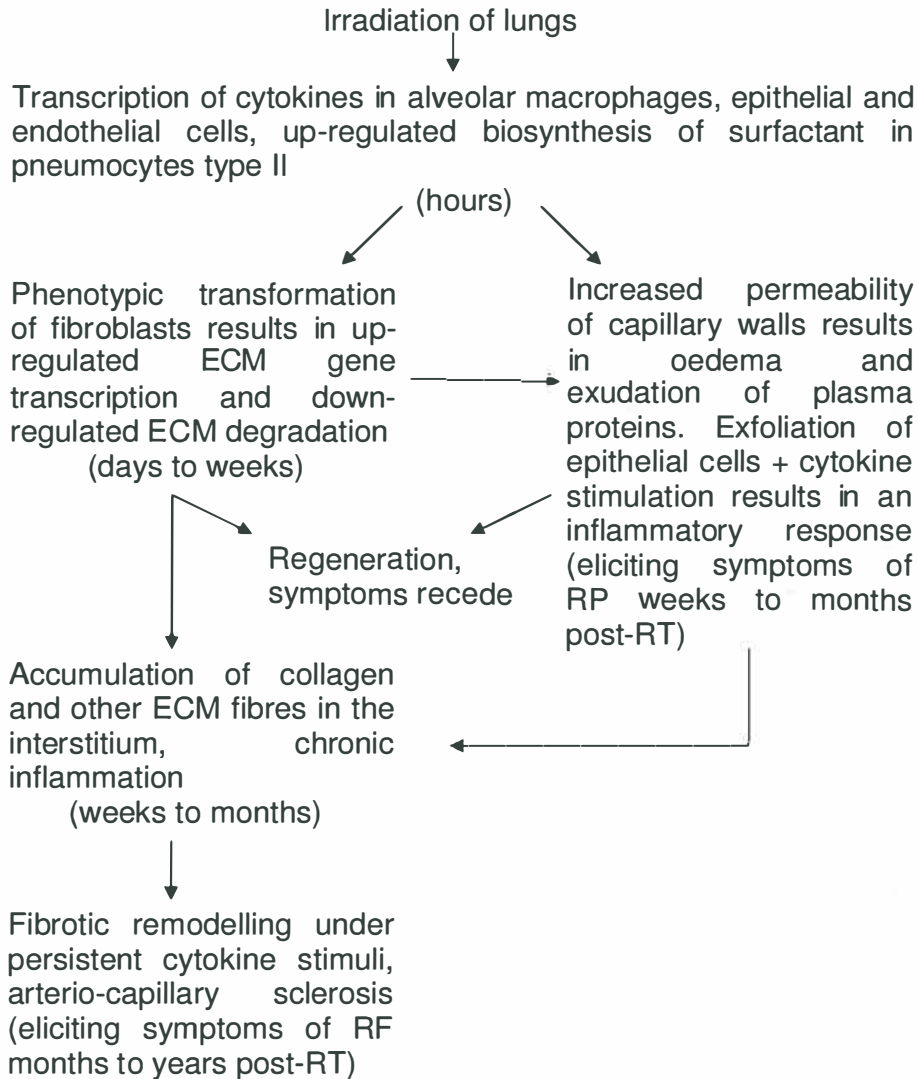 Irradiation of lungs
Transcription of cytokines in alveolar macrophages, epithelial and
endothelial cells, up-regulated biosynthesis of surfactant in
pneumocytes type II
(hours)
Phenotypic transformation
of fibroblasts results in up-
regulated ECM gene
transcription and down-
regulated ECM degradation
(days to weeks)
Increased permeability
of capillary walls results
in oedema and
exudation of plasma
proteins. Exfoliation of
epithelial cells + cytokine
stimulation results in an
inflammatory response
(eliciting symptoms of
RP weeks to months
post-RT)
Regeneration,
symptoms recede
Accumulation of collagen
and other ECM fibres in the
interstitium, chronic
inflammation
(weeks to months)
Fibrotic remodelling under
persistent cytokine stimuli,
arterio-capillary sclerosis
(eliciting symptoms of RF
months to years post-RT)